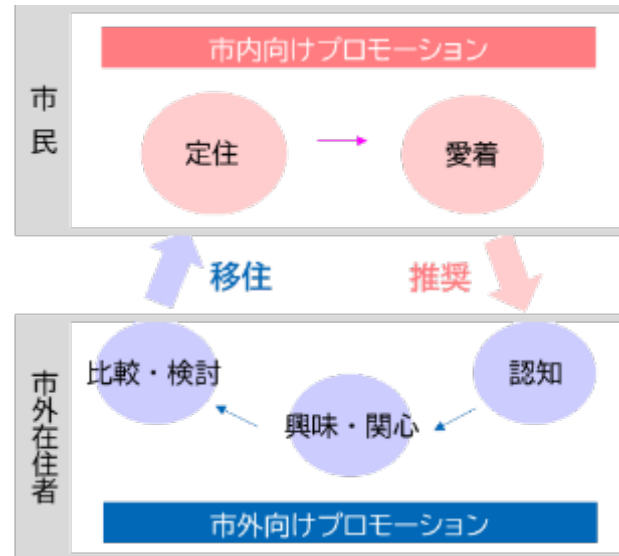 市内向けプロモーション
市民
定住
愛着
移住
推奨
市外在住者
比較・検討
認知
興味・関心
市外向けプロモーション